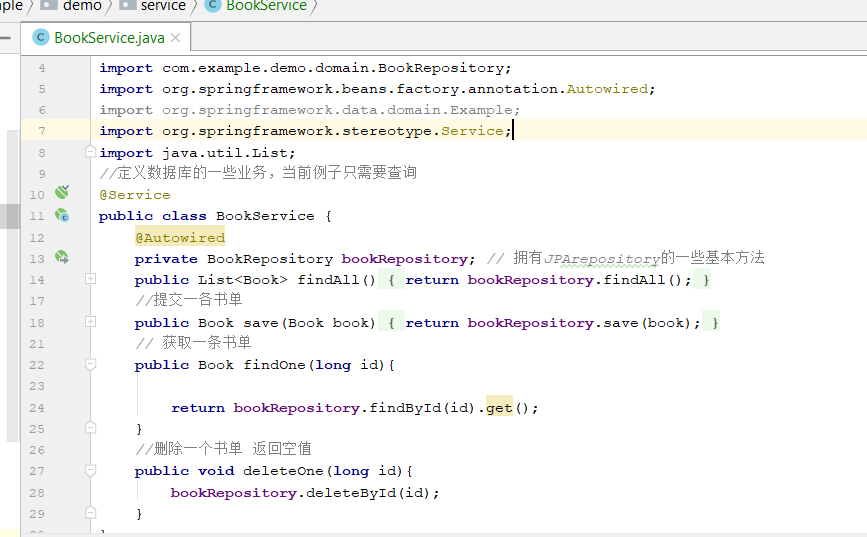 ple demo service BookService
BookService.java
4 import com.example.demo.domain.BookRepository;
5 import org.springframework.beans.factory.annotation.Autowired;
6 import org.springframework.data.domain.Example;
7 import org.springframework.stereotype.Service;
8 import java.util.List;
9 //定义数据库的一些业务，当前例子只需要查询
10 @Service
11 public class BookService {
12 @Autowired
13 private BookRepository bookRepository; // 拥有JPArepository的一些基本方法
14 public List<Book> findAll() { return bookRepository.findAll(); }
17 //提交一各书单
18 public Book save(Book book) { return bookRepository.save(book); }
21 // 获取一条书单
22 public Book findOne(long id){
23
24 return bookRepository.findById(id).get();
25 }
26 //删除一个书单 返回空值
27 public void deleteOne(long id){
28 bookRepository.deleteById(id);
29 }